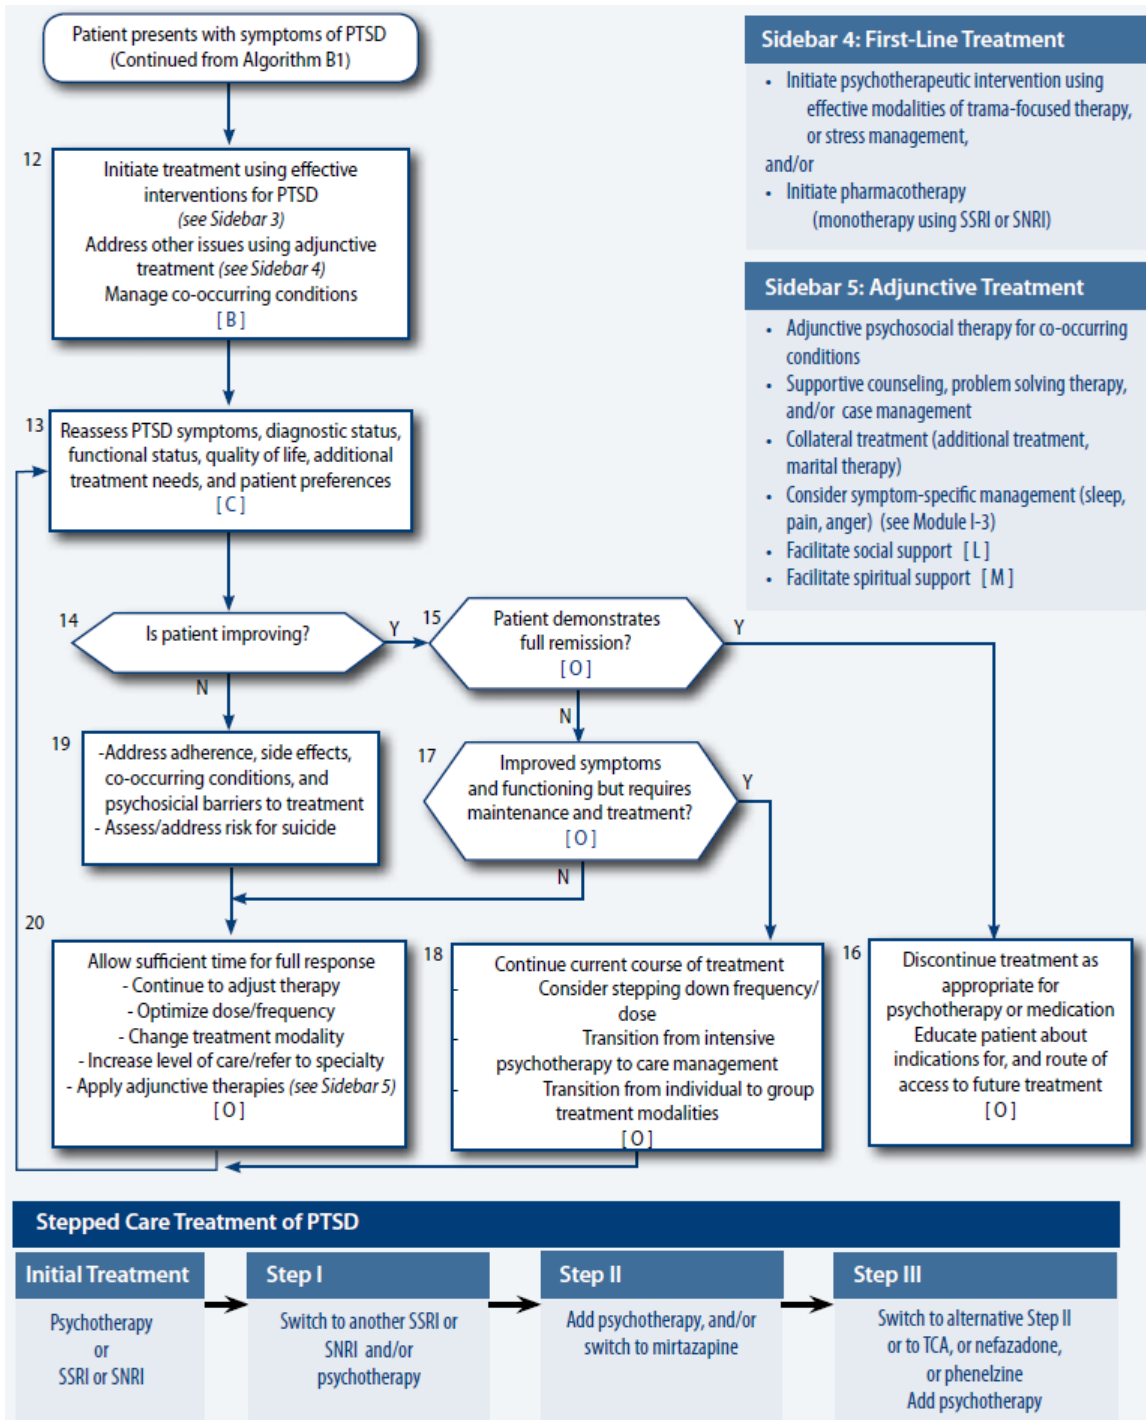 Patient presents with symptoms of PTSD
(Continued from Algorithm B1)
12
Initiate treatment using effective
interventions for PTSD
(see Sidebar 3)
Address other issues using adjunctive
treatment (see Sidebar 4)
Manage co-occurring conditions
[ B ]
13
Reassess PTSD symptoms, diagnostic status,
functional status, quality of life, additional
treatment needs, and patient preferences
[ C ]
14
Is patient improving?
Y
N
15
Patient demonstrates
full remission?
[ O ]
Y
N
19
-Address adherence, side effects,
co-occurring conditions, and
psychosicial barriers to treatment
- Assess/address risk for suicide
17
Improved symptoms
and functioning but requires
maintenance and treatment?
[ O ]
Y
N
20
Allow sufficient time for full response
- Continue to adjust therapy
- Optimize dose/frequency
- Change treatment modality
- Increase level of care/refer to specialty
- Apply adjunctive therapies (see Sidebar 5)
[ O ]
18
Continue current course of treatment
- Consider stepping down frequency/
dose
- Transition from intensive
psychotherapy to care management
- Transition from individual to group
treatment modalities
[ O ]
16
Discontinue treatment as
appropriate for
psychotherapy or medication
Educate patient about
indications for, and route of
access to future treatment
[ O ]
Sidebar 4: First-Line Treatment
• Initiate psychotherapeutic intervention using
effective modalities of trama-focused therapy,
or stress management,
and/or
• Initiate pharmacotherapy
(monotherapy using SSRI or SNRI)
Sidebar 5: Adjunctive Treatment
• Adjunctive psychosocial therapy for co-occurring
conditions
• Supportive counseling, problem solving therapy,
and/or case management
• Collateral treatment (additional treatment,
marital therapy)
• Consider symptom-specific management (sleep,
pain, anger) (see Module I-3)
• Facilitate social support [ L ]
• Facilitate spiritual support [ M ]
Stepped Care Treatment of PTSD
Initial Treatment
Psychotherapy
or
SSRI or SNRI
Step I
Switch to another SSRI or
SNRI and/or
psychotherapy
Step II
Add psychotherapy, and/or
switch to mirtazapine
Step III
Switch to alternative Step II
or to TCA, or nefazadone,
or phenelzine
Add psychotherapy